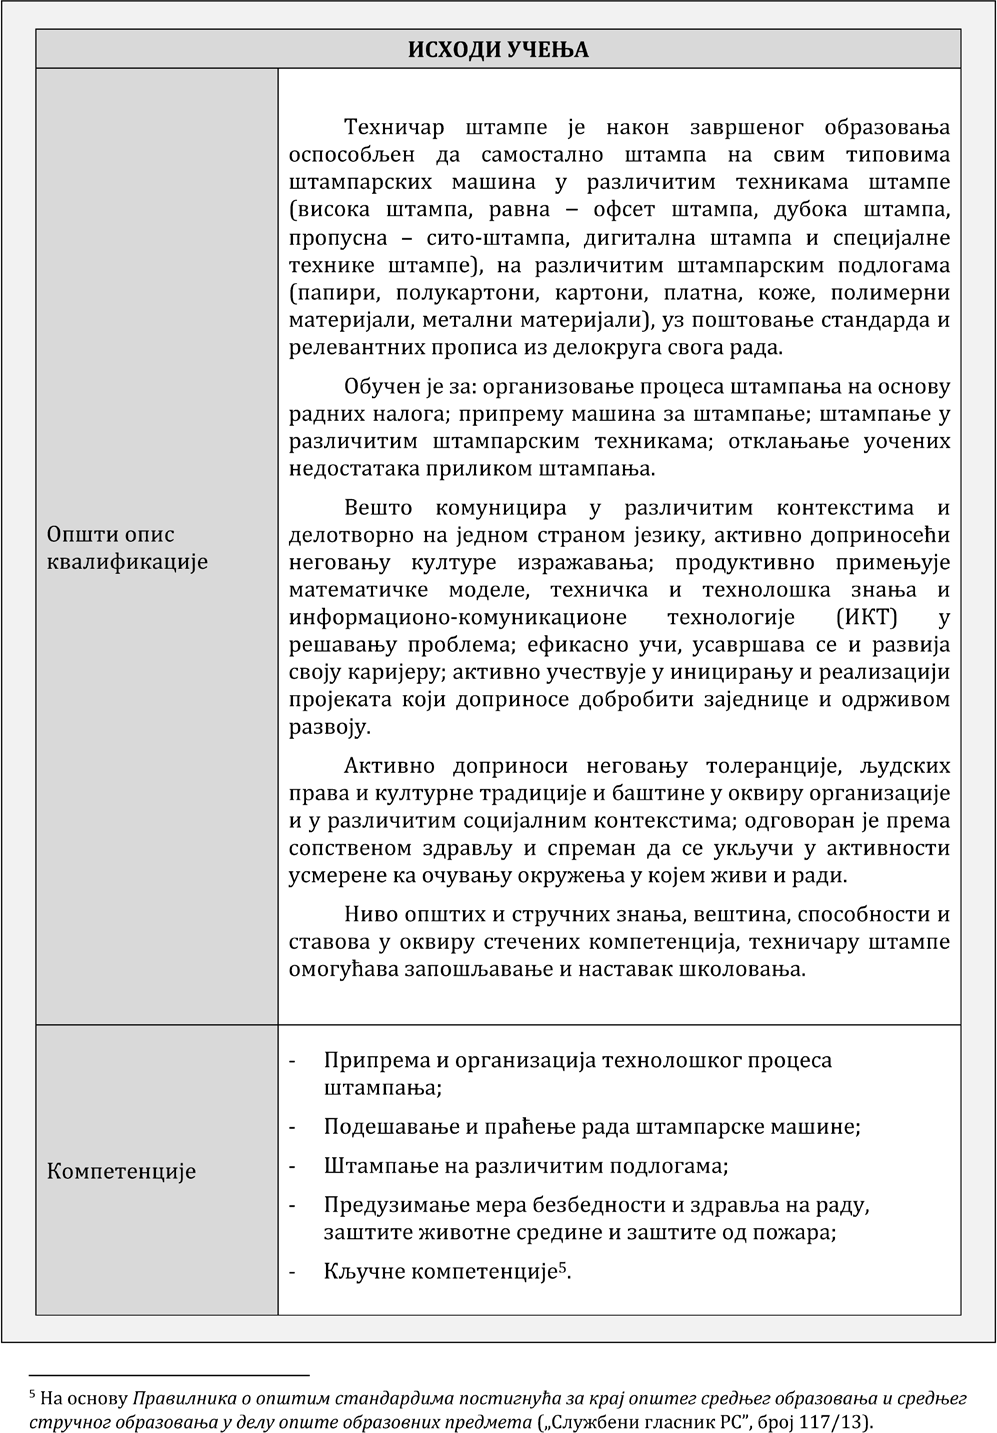 ИСХОДИ УЧЕЊА
Општи опис
квалификације
Техничар штампе је након завршеног образовања
оспособљен да самостално штампа на свим типовима
штампарских машина у различитим техникама штампе
(висока штампа, равна – офсет штампа, дубока штампа,
пропусна – сито-штампа, дигитална штампа и специјалне
технике штампе), на различитим штампарским подлогама
(папири, полукартони, картони, платна, коже, полимерни
материјали, метални материјали), уз поштовање стандарда и
релевантних прописа из делокруга свога рада.
Обучен је за: организовање процеса штампања на основу
радних налога; припрему машина за штампање; штампање у
различитим штампарским техникама; отклањање уочених
недостатака приликом штампања.
Вешто комуницира у различитим контекстима и
делотворно на једном страном језику, активно доприносећи
неговању културе изражавања; продуктивно примењује
математичке моделе, техничка и технолошка знања и
информационо-комуникационе технологије (ИКТ) у
решавању проблема; ефикасно учи, усавршава се и развија
своју каријеру; активно учествује у иницирању и реализацији
пројеката који доприносе добробити заједнице и одрживом
развоју.
Активно доприноси неговању толеранције, људских
права и културне традиције и баштине у оквиру организације
и у различитим социјалним контекстима; одговоран је према
сопственом здрављу и спреман да се укључи у активности
усмерене ка очувању окружења у којем живи и ради.
Ниво општих и стручних знања, вештина, способности и
ставова у оквиру стечених компетенција, техничару штампе
омогућава запошљавање и наставак школовања.
Компетенције
- Припрема и организација технолошког процеса
штампања;
- Подешавање и праћење рада штампарске машине;
- Штампање на различитим подлогама;
- Предузимање мера безбедности и здравља на раду,
заштите животне средине и заштите од пожара;
- Кључне компетенције⁵.
⁵ На основу Правилника о општим стандардима постигнућа за крај општег средњег образовања и средњег
стручног образовања у делу опште образовних предмета („Службени гласник РС”, број 117/13).